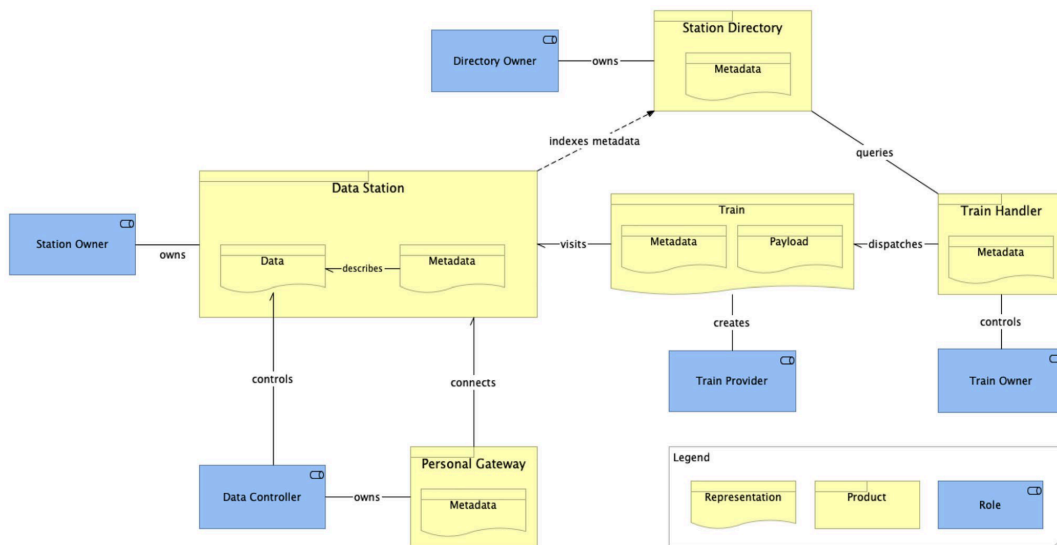 Station Directory
Metadata
Directory Owner
owns
indexes metadata
queries
Data Station
Data
describes
Metadata
Station Owner
owns
visits
Train
Metadata
Payload
dispatches
Train Handler
Metadata
controls
connects
creates
controls
Train Provider
Train Owner
Data Controller
owns
Personal Gateway
Metadata
Legend
Representation
Product
Role